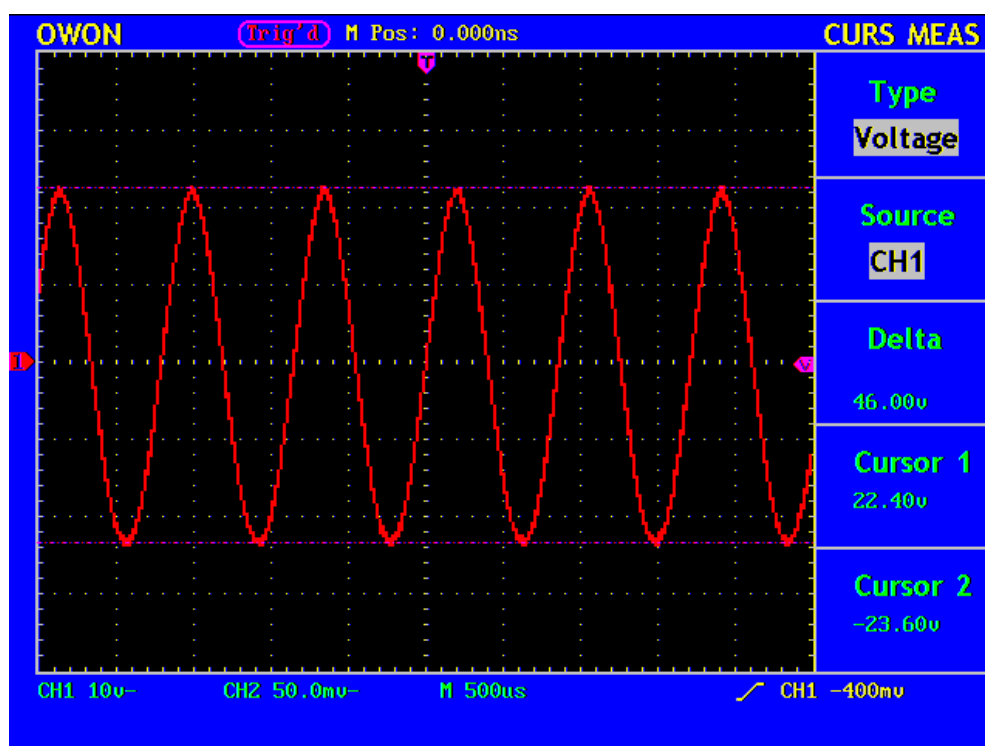 OWON Trig'd M Pos: 0.000ns CURS MEAS
T
Type
Voltage
Source
CH1
Delta
46.00v
Cursor 1
22.40v
Cursor 2
-23.60v
1
V
CH1 10v- CH2 50.0mv- M 500us CH1 -400mv